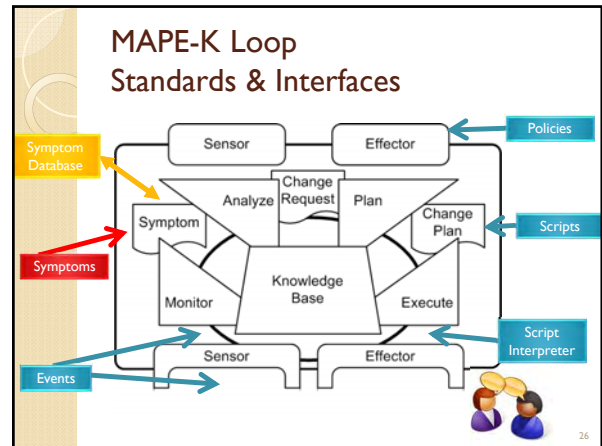 MAPE-K Loop
Standards & Interfaces
Policies
Sensor
Effector
Symptom
Database
Change
Request
Analyze
Plan
Symptom
Change
Plan
Scripts
Symptoms
Knowledge
Base
Monitor
Execute
Script
Interpreter
Sensor
Effector
Events
26